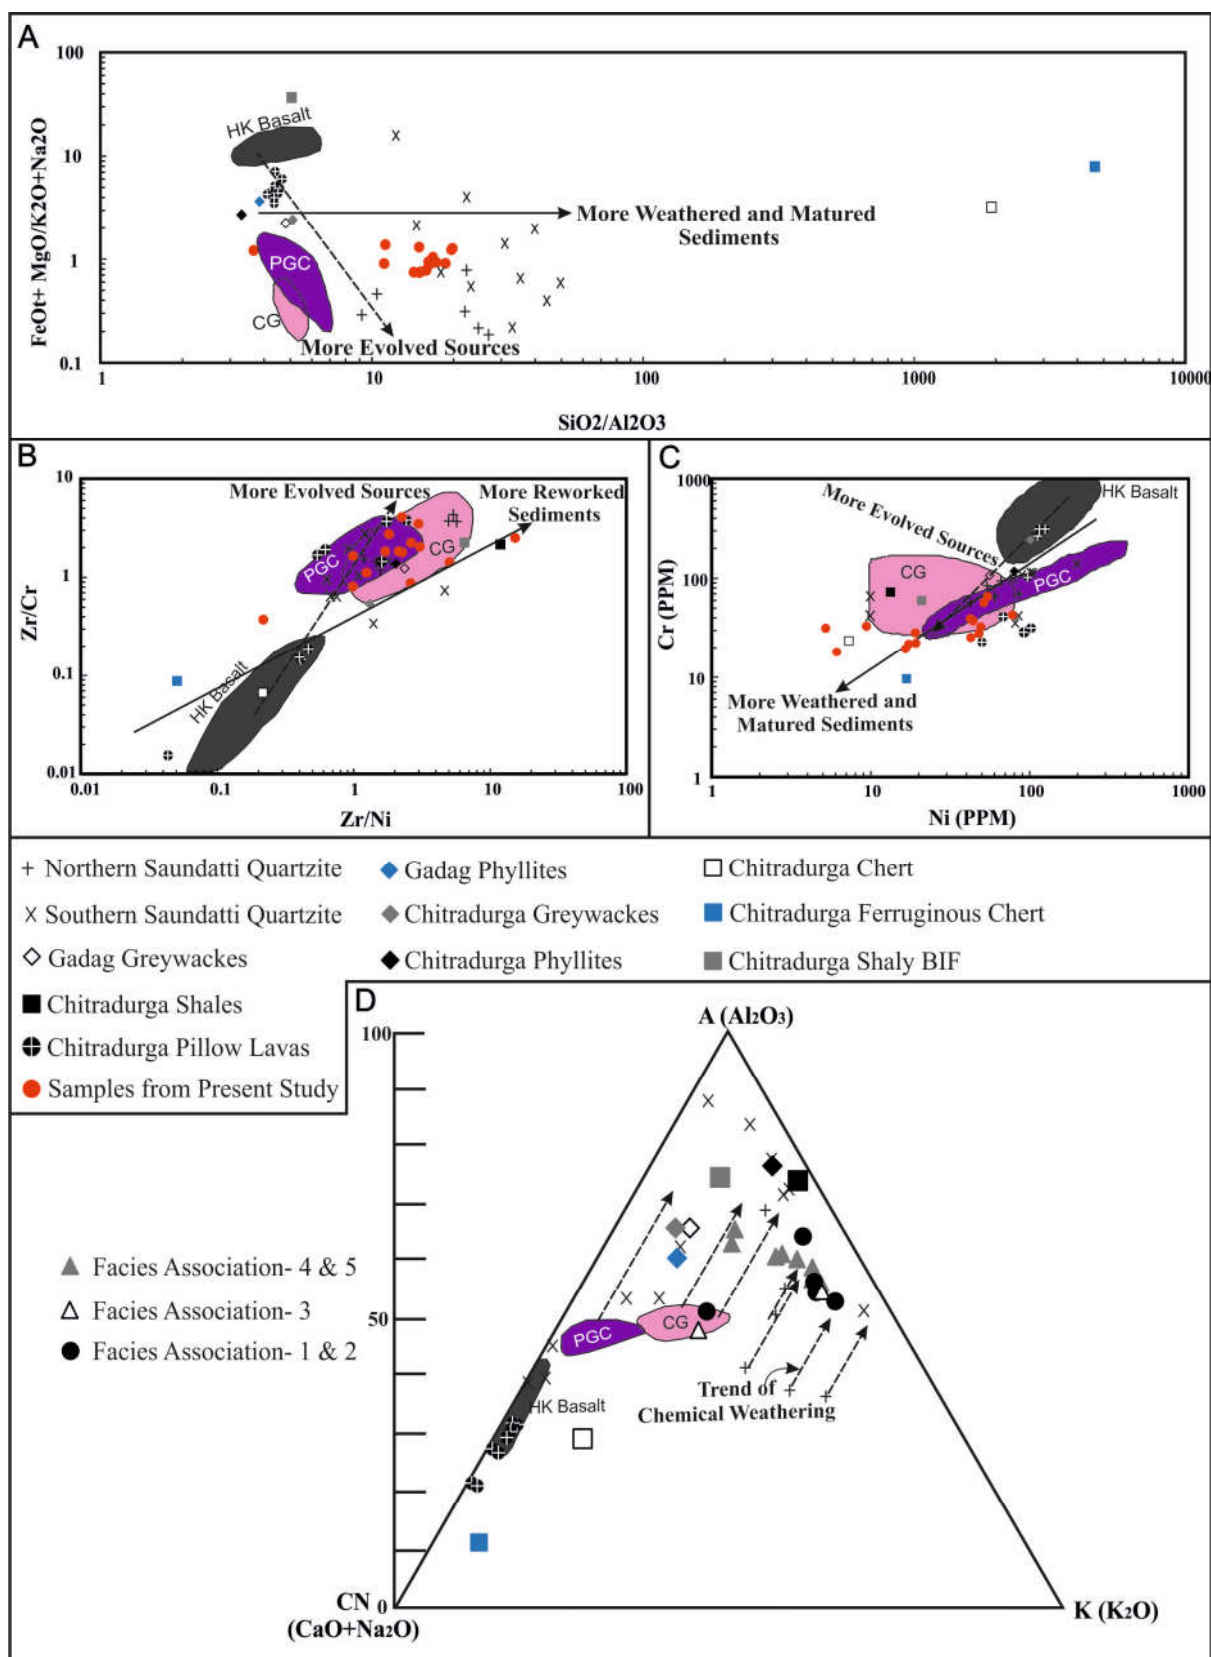 A
100
10
1
0.1
FeOt+ MgO/K2O+Na2O
HK Basalt
PGC
CG
More Weathered and Matured
Sediments
More Evolved Sources
1
10
100
1000
10000
SiO2/Al2O3
B
10
1
0.1
0.01
Zr/Cr
More Evolved Sources
More Reworked
Sediments
PGC
CG
HK Basalt
0.01
0.1
1
10
100
Zr/Ni
C
1000
100
10
1
Cr (PPM)
More Evolved Sources
HK Basalt
CG
PGC
More Weathered and
Matured Sediments
1
10
100
1000
Ni (PPM)
Northern Saundatti Quartzite
Gadag Phyllites
Chitradurga Chert
Southern Saundatti Quartzite
Chitradurga Greywackes
Chitradurga Ferruginous Chert
Gadag Greywackes
Chitradurga Phyllites
Chitradurga Shaly BIF
Chitradurga Shales
Chitradurga Pillow Lavas
Samples from Present Study
D
A (Al2O3)
100
50
0
Facies Association- 4 & 5
Facies Association- 3
Facies Association- 1 & 2
PGC
CG
HK Basalt
Trend of
Chemical Weathering
CN
(CaO+Na2O)
K (K2O)